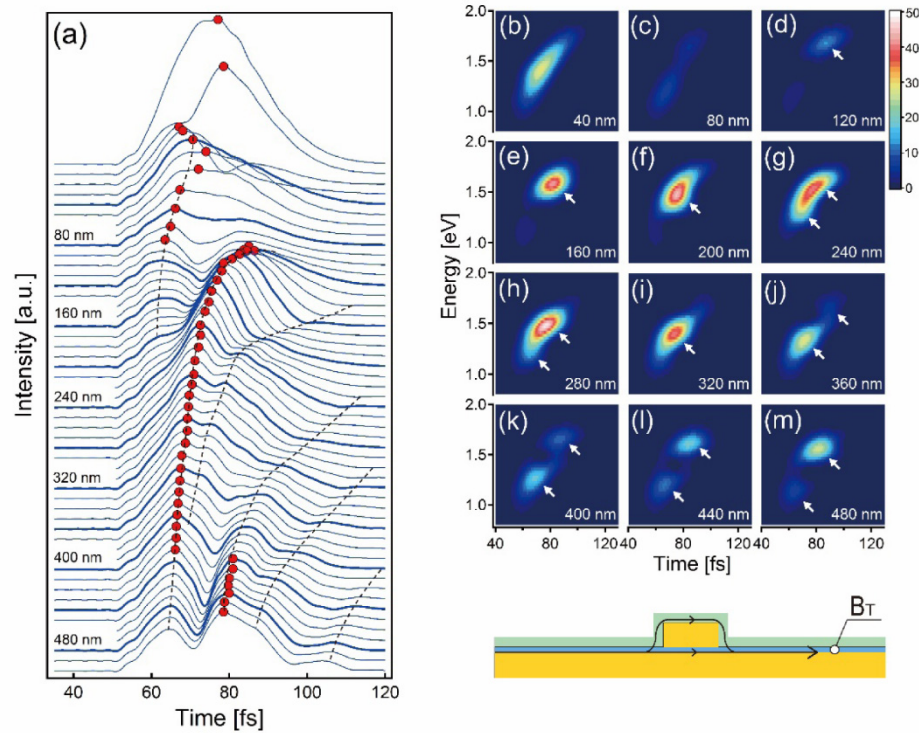 (a)
80 nm
160 nm
240 nm
320 nm
400 nm
480 nm
Intensity [a.u.]
40 60 80 100 120
Time [fs]
(b) (c) (d)
40 nm 80 nm 120 nm
(e) (f) (g)
160 nm 200 nm 240 nm
(h) (i) (j)
280 nm 320 nm 360 nm
(k) (l) (m)
400 nm 440 nm 480 nm
2.0
1.5
1.0
2.0
1.5
1.0
2.0
1.5
1.0
2.0
1.5
1.0
Energy [eV]
40 80 120 40 80 120 40 80 120
Time [fs]
50
40
30
20
10
0
BT